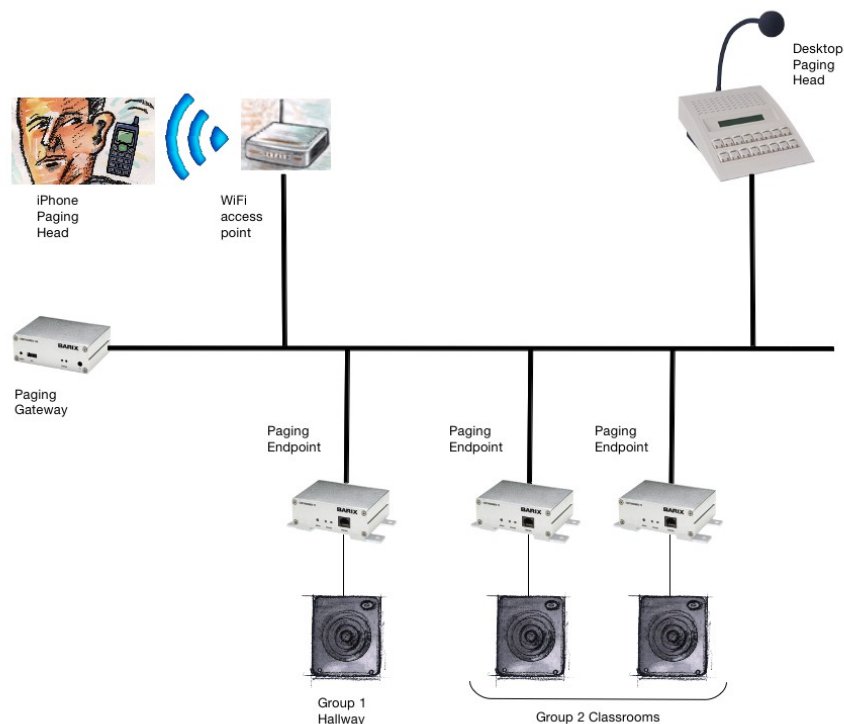 Desktop
Paging
Head
iPhone
Paging
Head
WiFi
access
point
BARIX
Paging
Gateway
Paging
Endpoint
Paging
Endpoint
Paging
Endpoint
BARIX
BARIX
BARIX
Group 1
Hallway
Group 2 Classrooms